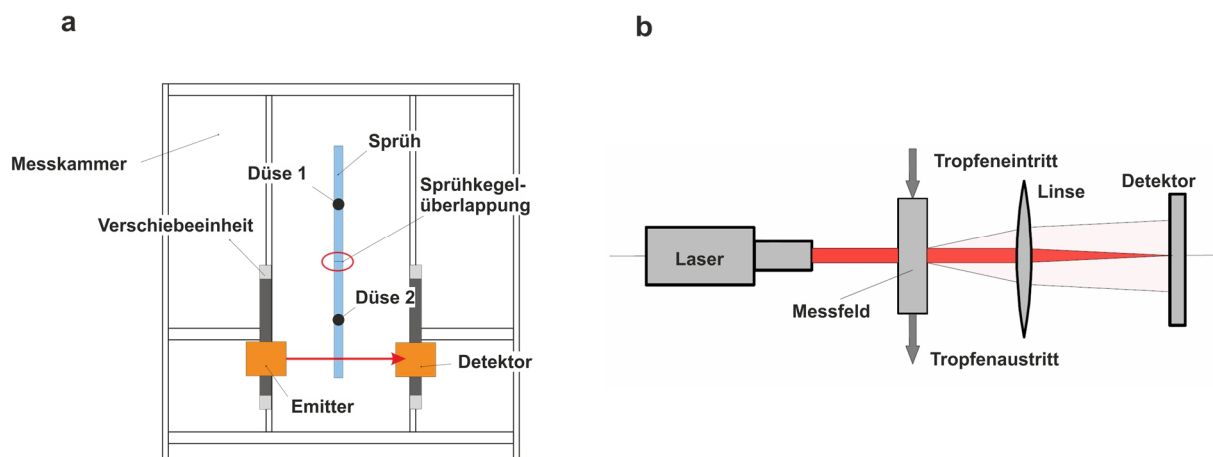 a
Messkammer
Düse 1
Sprüh
Sprühkegel-
überlappung
Verschiebeeinheit
Düse 2
Detektor
Emitter
b
Tropfeneintritt
Linse
Detektor
Laser
Messfeld
Tropfenaustritt